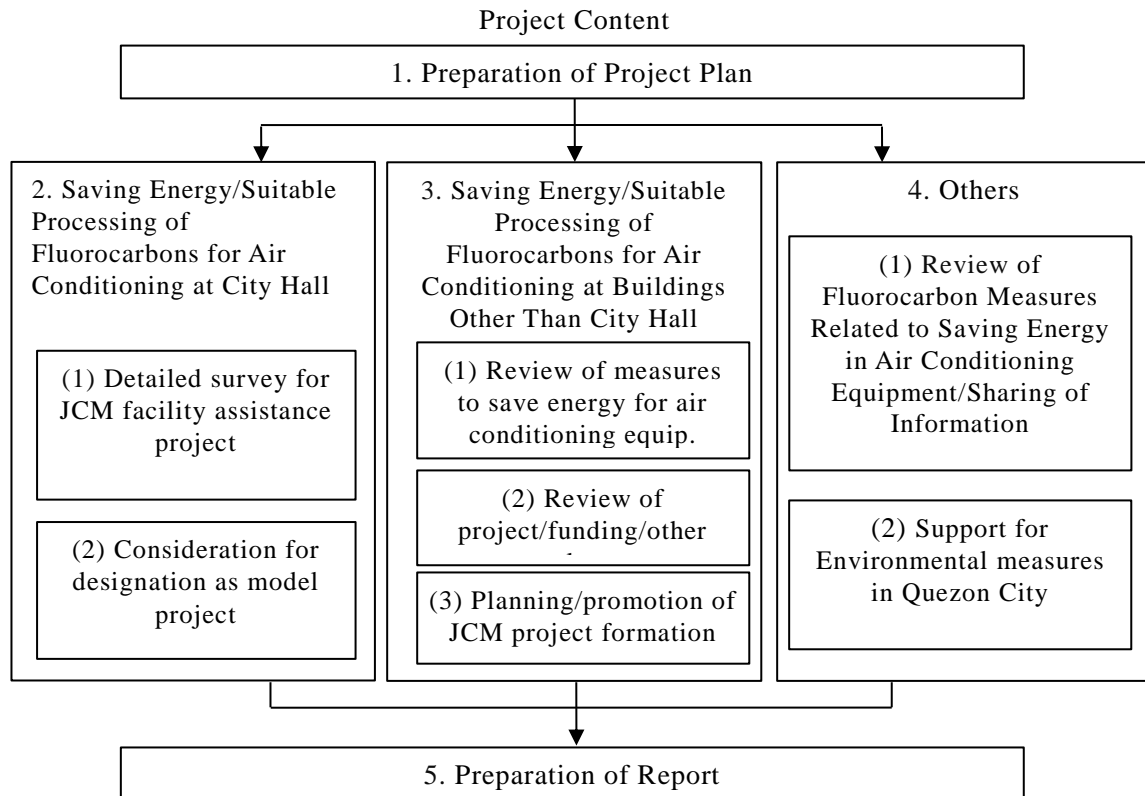 Project Content
1. Preparation of Project Plan
2. Saving Energy/Suitable
Processing of
Fluorocarbons for Air
Conditioning at City Hall
(1) Detailed survey for
JCM facility assistance
project
(2) Consideration for
designation as model
project
3. Saving Energy/Suitable
Processing of
Fluorocarbons for Air
Conditioning at Buildings
Other Than City Hall
(1) Review of measures
to save energy for air
conditioning equip.
(2) Review of
project/funding/other
(3) Planning/promotion of
JCM project formation
4. Others
(1) Review of
Fluorocarbon Measures
Related to Saving Energy
in Air Conditioning
Equipment/Sharing of
Information
(2) Support for
Environmental measures
in Quezon City
5. Preparation of Report